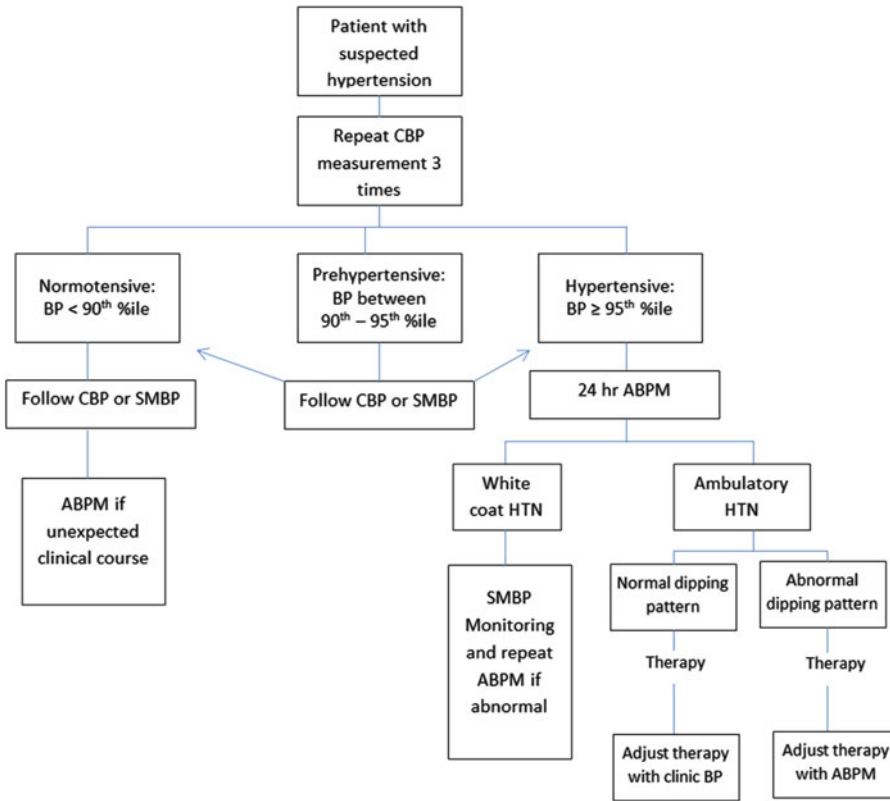 Patient with
suspected
hypertension
Repeat CBP
measurement 3
times
Normotensive:
BP < 90th %ile
Prehypertensive:
BP between
90th – 95th %ile
Hypertensive:
BP ≥ 95th %ile
Follow CBP or SMBP
Follow CBP or SMBP
24 hr ABPM
ABPM if
unexpected
clinical course
White
coat HTN
Ambulatory
HTN
SMBP
Monitoring
and repeat
ABPM if
abnormal
Normal dipping
pattern
Abnormal
dipping pattern
Therapy
Therapy
Adjust therapy
with clinic BP
Adjust therapy
with ABPM